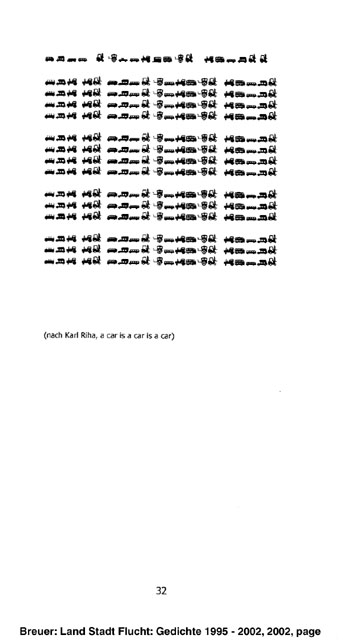 (nach Karl Riha, a car is a car is a car)
32
Breuer: Land Stadt Flucht: Gedichte 1995 - 2002, 2002, page